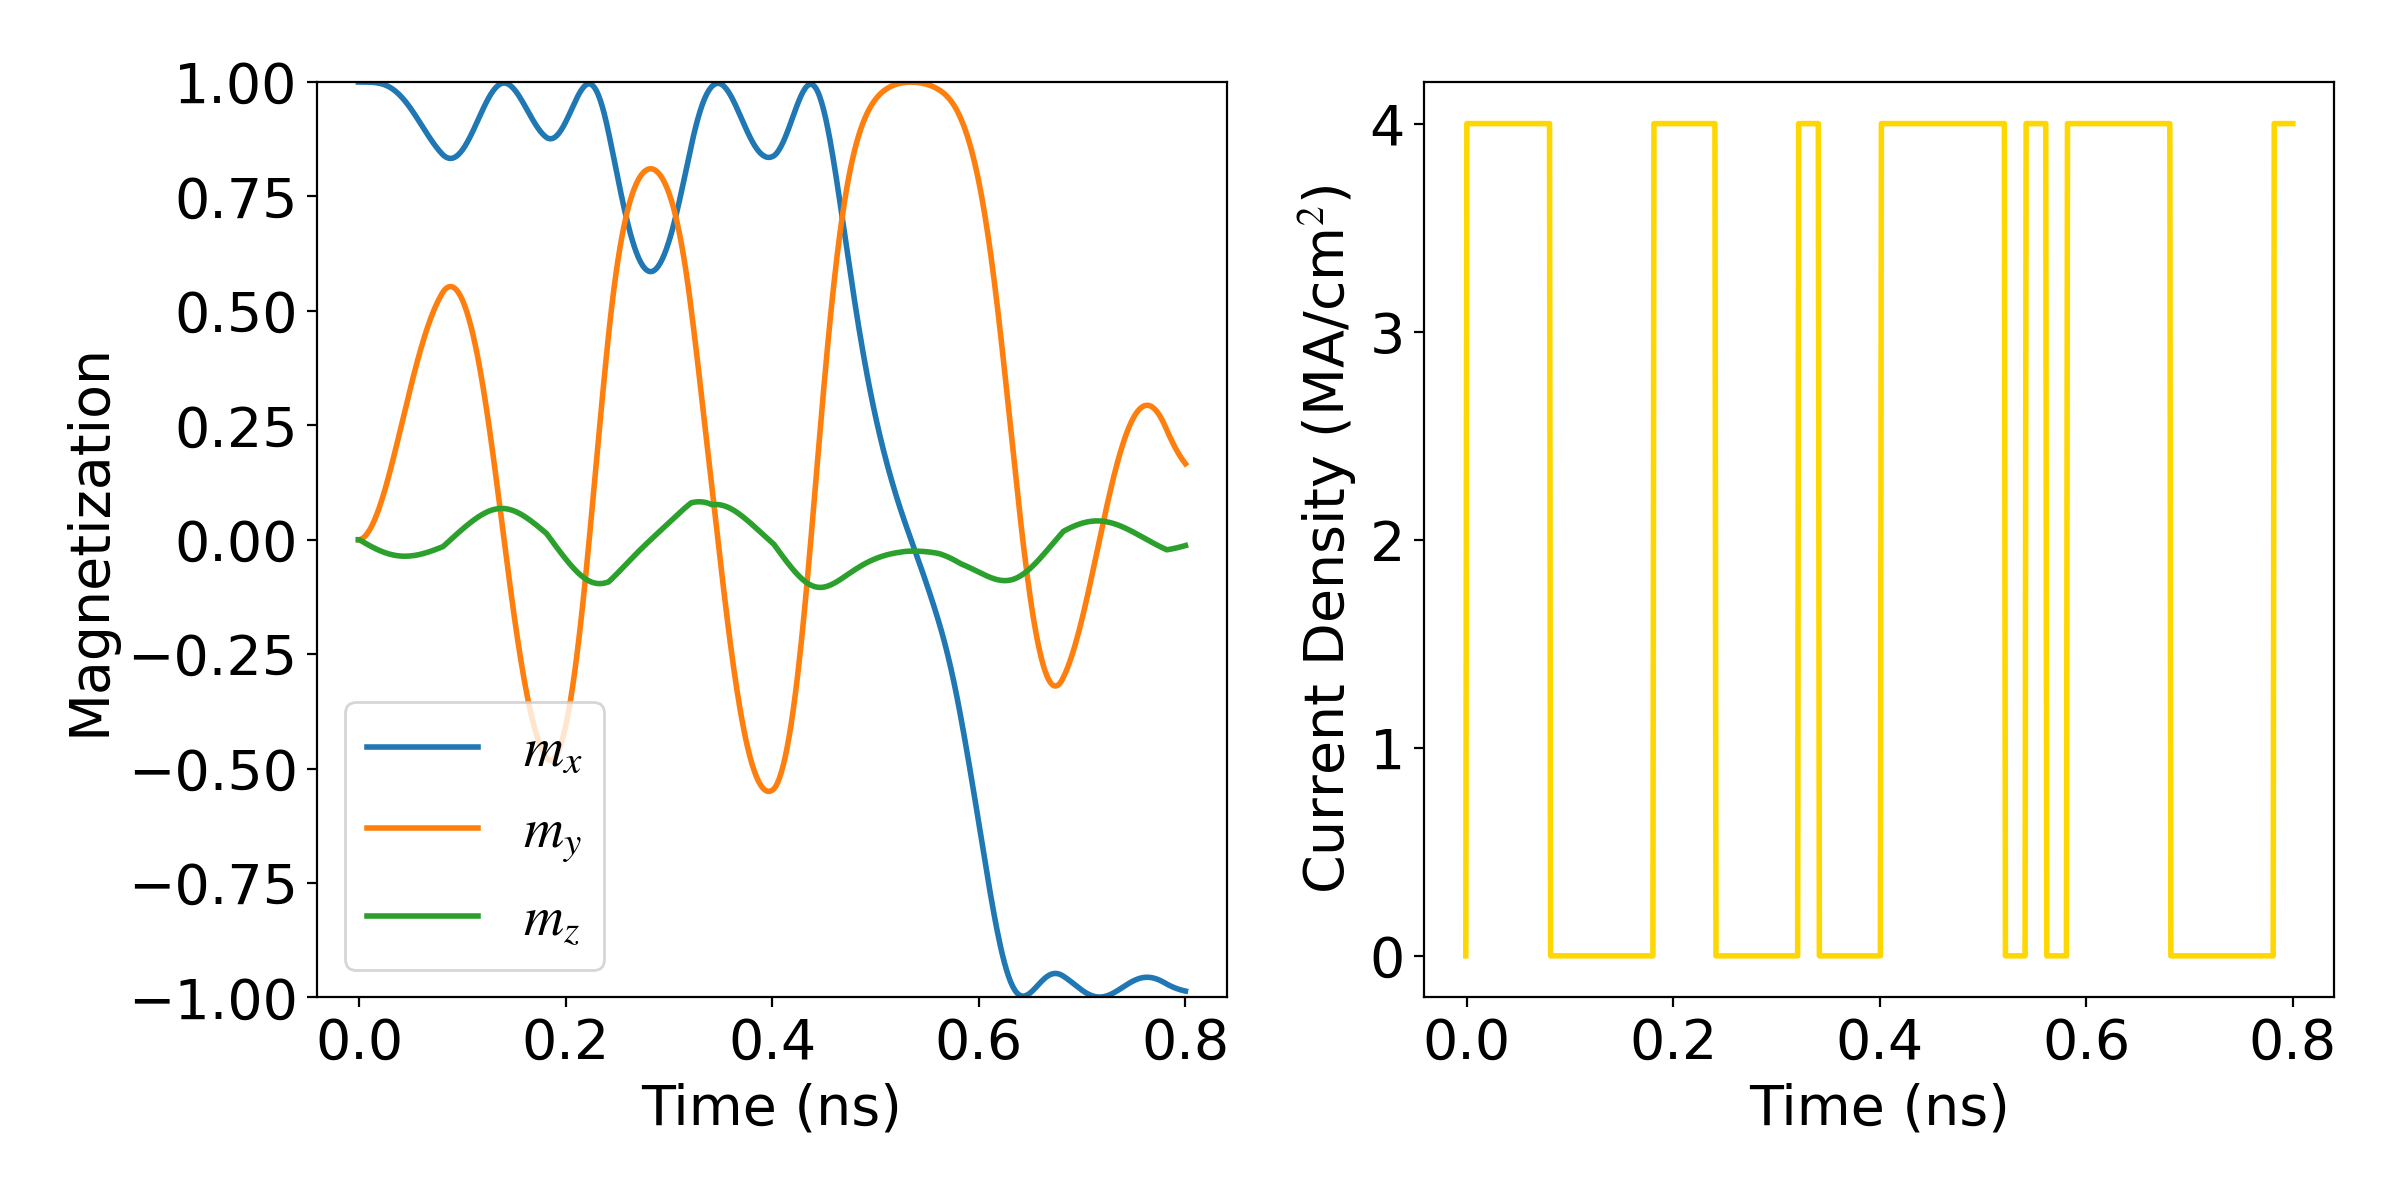 Magnetization
1.00
0.75
0.50
0.25
0.00
−0.25
−0.50
−0.75
−1.00
0.0 0.2 0.4 0.6 0.8
Time (ns)
m_x
m_y
m_z
Current Density (MA/cm²)
4
3
2
1
0
0.0 0.2 0.4 0.6 0.8
Time (ns)